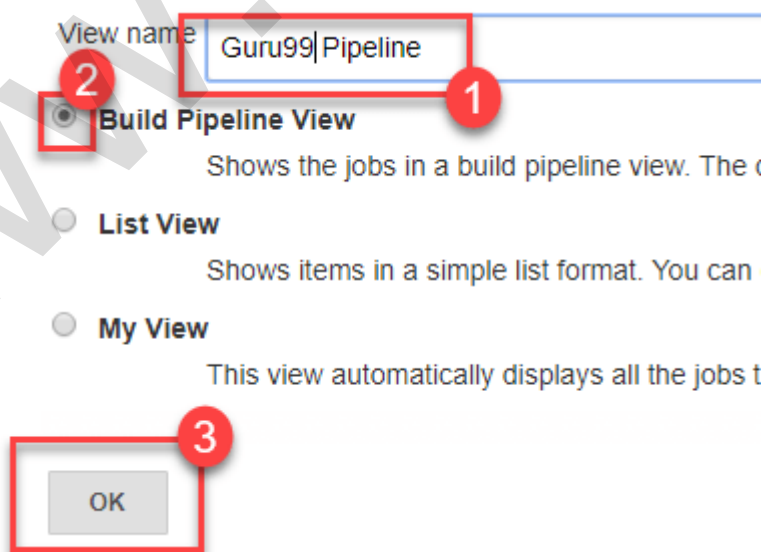 View name
Guru99 Pipeline
1
2
Build Pipeline View
Shows the jobs in a build pipeline view. The
List View
Shows items in a simple list format. You can
My View
This view automatically displays all the jobs
3
OK